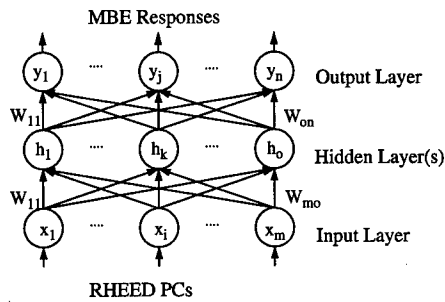 MBE Responses
y1 .... yj .... yn Output Layer
W11 Won
h1 .... hk .... ho Hidden Layer(s)
W11 Wmo
x1 .... xi .... xm Input Layer
RHEED PCs